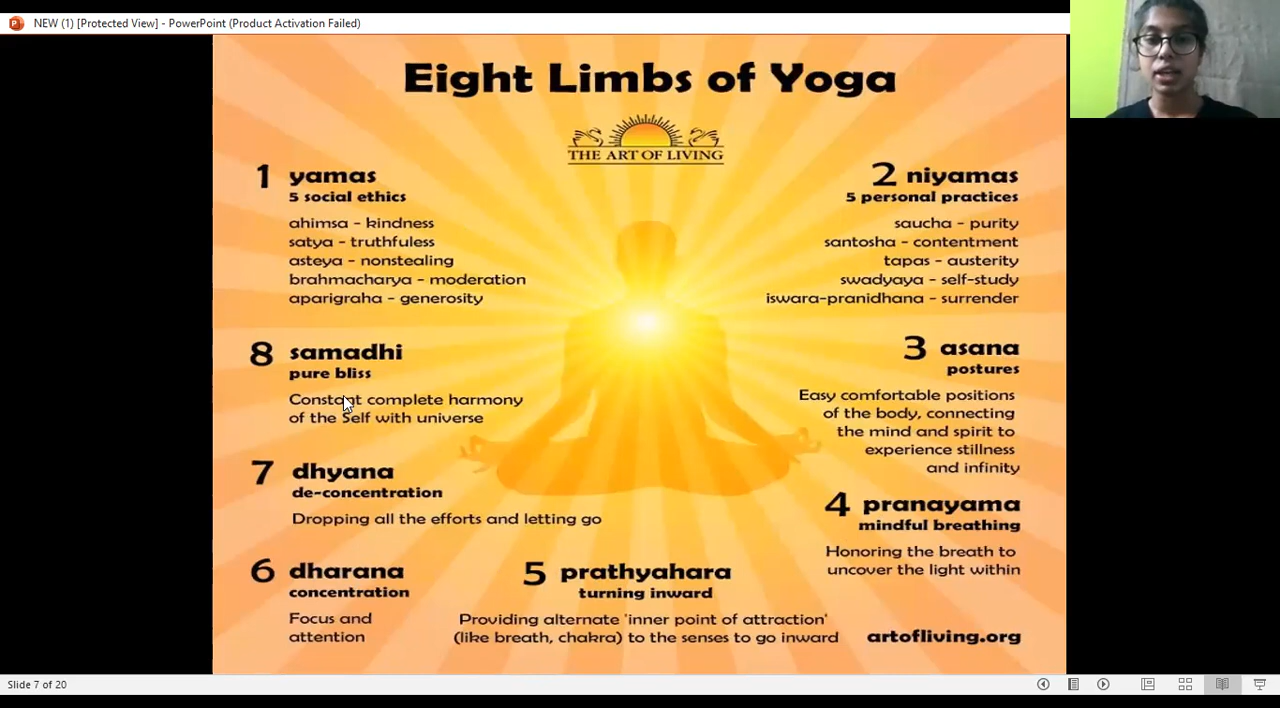 NEW (1) [Protected View] - PowerPoint (Product Activation Failed)
Eight Limbs of Yoga
THE ART OF LIVING
1 yamas
5 social ethics
ahimsa - kindness
satya - truthfuless
asteya - nonstealing
brahmacharya - moderation
aparigraha - generosity
2 niyamas
5 personal practices
saucha - purity
santosha - contentment
tapas - austerity
swadyaya - self-study
iswara-pranidhana - surrender
3 asana
postures
Easy comfortable positions
of the body, connecting
the mind and spirit to
experience stillness
and infinity
4 pranayama
mindful breathing
Honoring the breath to
uncover the light within
5 prathyahara
turning inward
Providing alternate 'inner point of attraction'
(like breath, chakra) to the senses to go inward
6 dharana
concentration
Focus and
attention
7 dhyana
de-concentration
Dropping all the efforts and letting go
8 samadhi
pure bliss
Constant complete harmony
of the Self with universe
artofliving.org
Slide 7 of 20